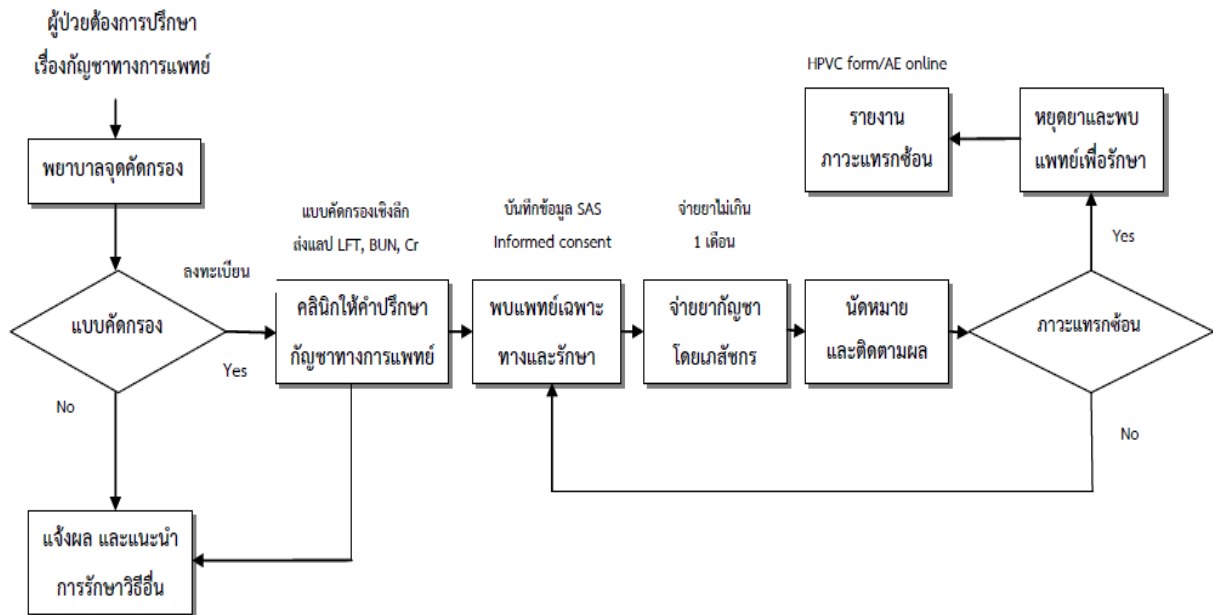 ผู้ป่วยต้องการปรึกษา
เรื่องกัญชาทางการแพทย์
พยาบาลจุดคัดกรอง
แบบคัดกรอง
ลงทะเบียน
Yes
No
แจ้งผล และแนะนำ
การรักษาวิธีอื่น
แบบคัดกรองเชิงลึก
ส่งแลป LFT, BUN, Cr
คลินิกให้คำปรึกษา
กัญชาทางการแพทย์
บันทึกข้อมูล SAS
Informed consent
พบแพทย์เฉพาะ
ทางและรักษา
จ่ายยาไม่เกิน
1 เดือน
จ่ายยากัญชา
โดยเภสัชกร
นัดหมาย
และติดตามผล
ภาวะแทรกซ้อน
Yes
No
หยุดยาและพบ
แพทย์เพื่อรักษา
HPVC form/AE online
รายงาน
ภาวะแทรกซ้อน